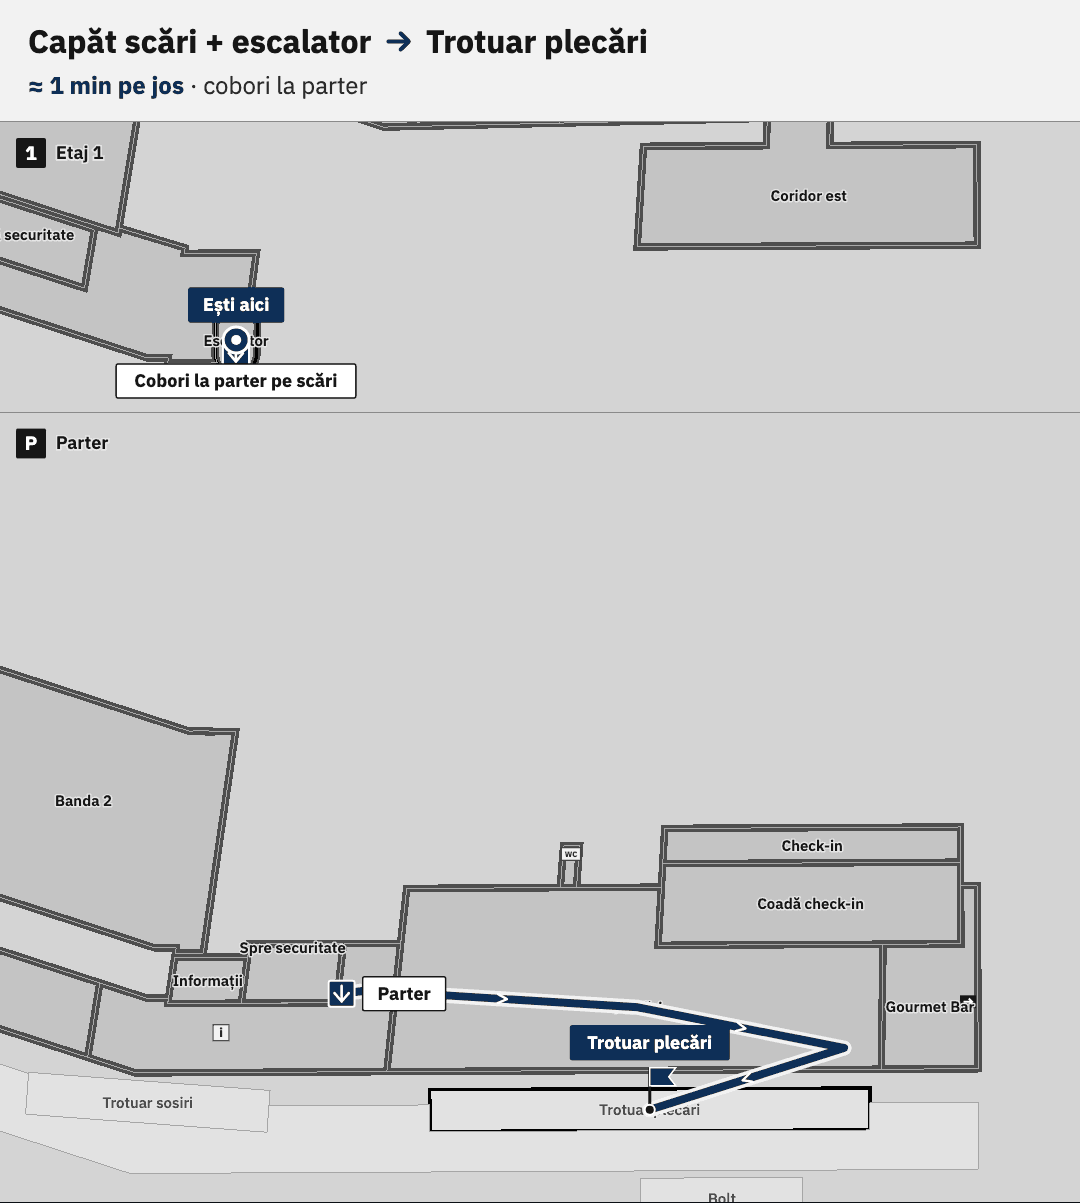 Capăt scări + escalator → Trotuar plecări
≈ 1 min pe jos · cobori la parter
1 Etaj 1
Coridor est
securitate
Ești aici
Cobori la parter pe scări
P Parter
Banda 2
wc
Check-in
Coadă check-in
Spre securitate
Informații
Parter
Gourmet Bar
i
Trotuar plecări
Trotuar sosiri
Bolt